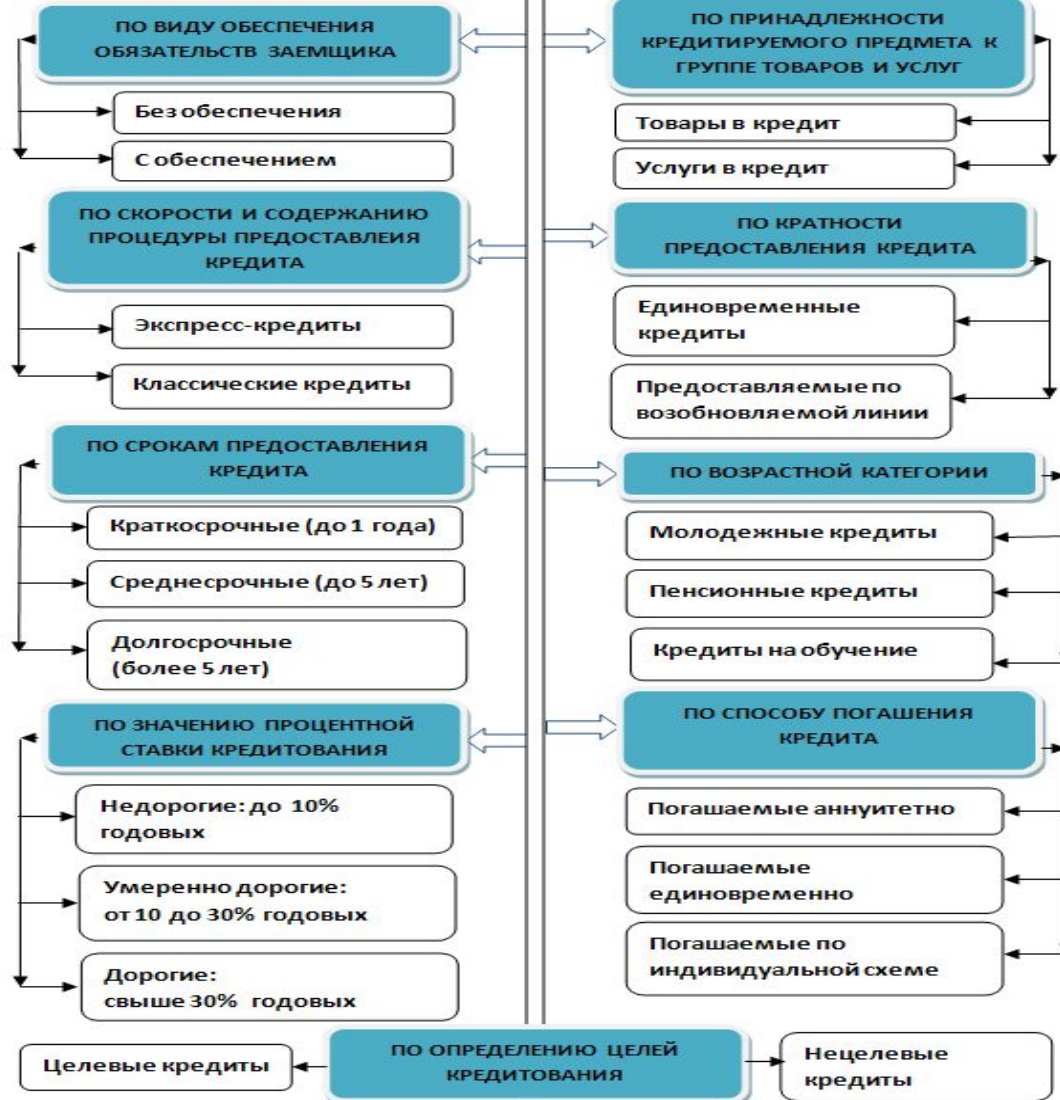 ПО ВИДУ ОБЕСПЕЧЕНИЯ
ОБЯЗАТЕЛЬСТВ ЗАЕМЩИКА
Без обеспечения
С обеспечением
ПО СКОРОСТИ И СОДЕРЖАНИЮ
ПРОЦЕДУРЫ ПРЕДОСТАВЛЕИЯ
КРЕДИТА
Экспресс-кредиты
Классические кредиты
ПО СРОКАМ ПРЕДОСТАВЛЕНИЯ
КРЕДИТА
Краткосрочные (до 1 года)
Среднесрочные (до 5 лет)
Долгосрочные
(более 5 лет)
ПО ЗНАЧЕНИЮ ПРОЦЕНТНОЙ
СТАВКИ КРЕДИТОВАНИЯ
Недорогие: до 10%
годовых
Умеренно дорогие:
от 10 до 30% годовых
Дорогие:
свыше 30% годовых
ПО ПРИНАДЛЕЖНОСТИ
КРЕДИТИРУЕМОГО ПРЕДМЕТА К
ГРУППЕ ТОВАРОВ И УСЛУГ
Товары в кредит
Услуги в кредит
ПО КРАТНОСТИ
ПРЕДОСТАВЛЕНИЯ КРЕДИТА
Единовременные
кредиты
Предоставляемые по
возобновляемой линии
ПО ВОЗРАСТНОЙ КАТЕГОРИИ
Молодежные кредиты
Пенсионные кредиты
Кредиты на обучение
ПО СПОСОБУ ПОГАШЕНИЯ
КРЕДИТА
Погашаемые аннуитетно
Погашаемые
единовременно
Погашаемые по
индивидуальной схеме
Целевые кредиты
ПО ОПРЕДЕЛЕНИЮ ЦЕЛЕЙ
КРЕДИТОВАНИЯ
Нецелевые
кредиты